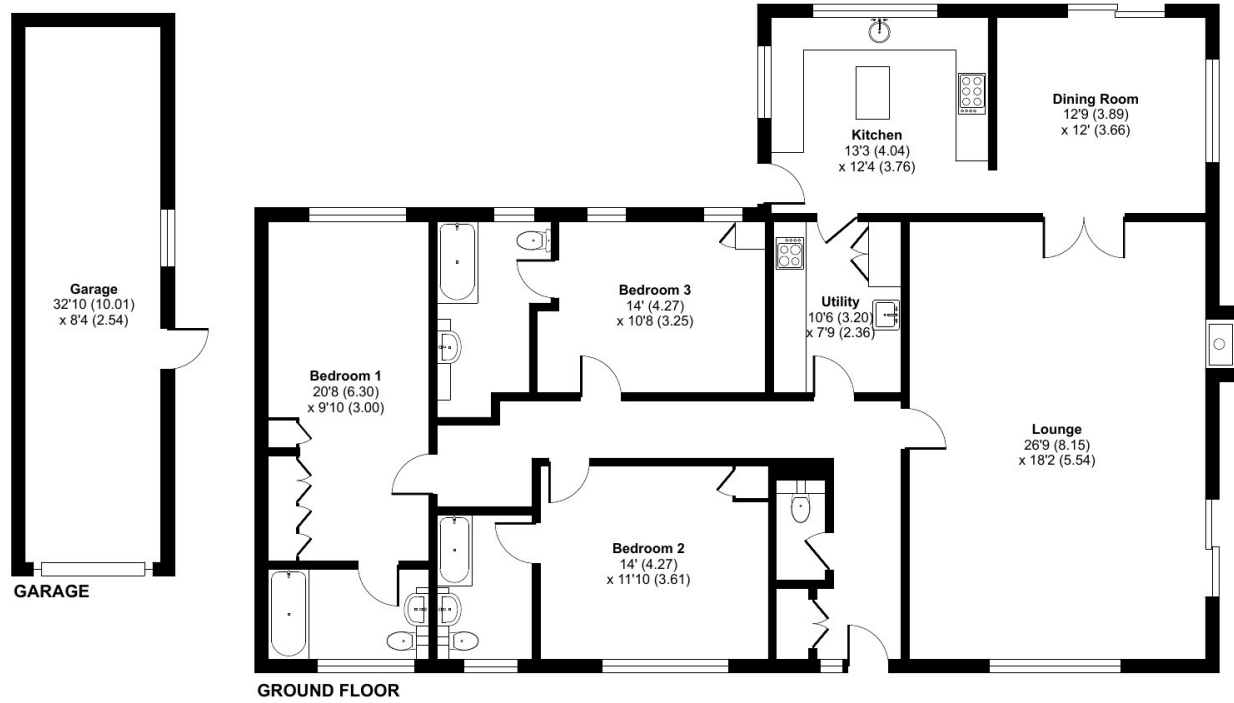 Garage
32'10 (10.01)
x 8'4 (2.54)
GARAGE
Kitchen
13'3 (4.04)
x 12'4 (3.76)
Dining Room
12'9 (3.89)
x 12' (3.66)
Bedroom 1
20'8 (6.30)
x 9'10 (3.00)
Bedroom 3
14' (4.27)
x 10'8 (3.25)
Utility
10'6 (3.20)
x 7'9 (2.36)
Lounge
26'9 (8.15)
x 18'2 (5.54)
Bedroom 2
14' (4.27)
x 11'10 (3.61)
GROUND FLOOR